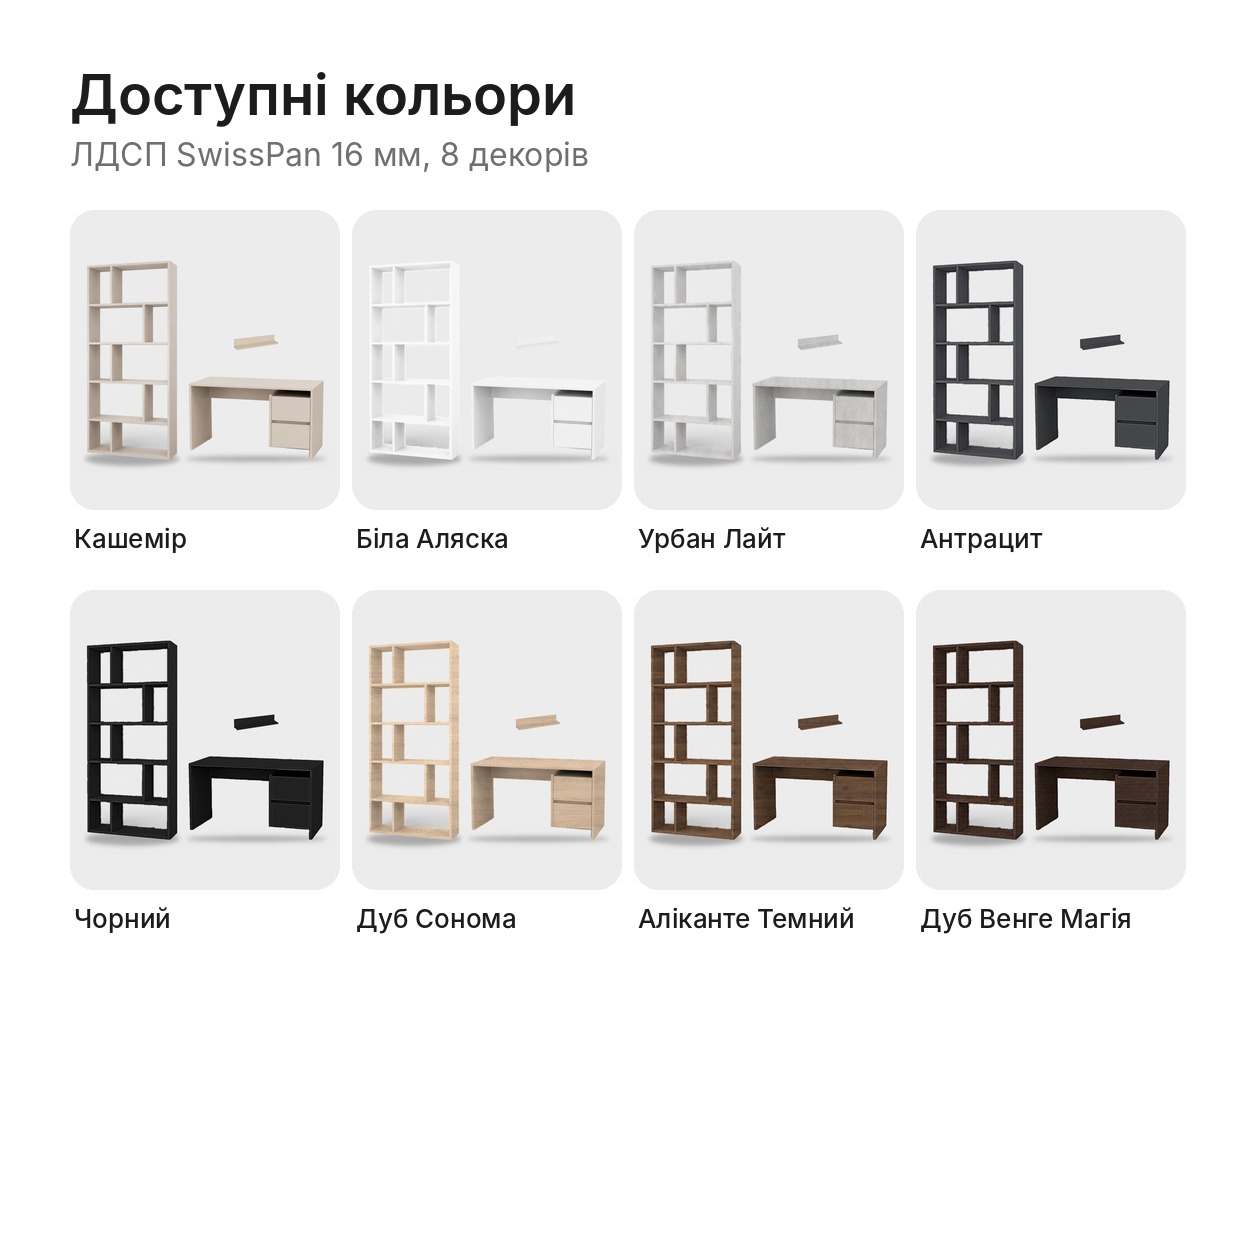 Доступні кольори
ЛДСП SwissPan 16 мм, 8 декорів
Кашемір
Біла Аляска
Урбан Лайт
Антрацит
Чорний
Дуб Сонома
Аліканте Темний
Дуб Венге Магія